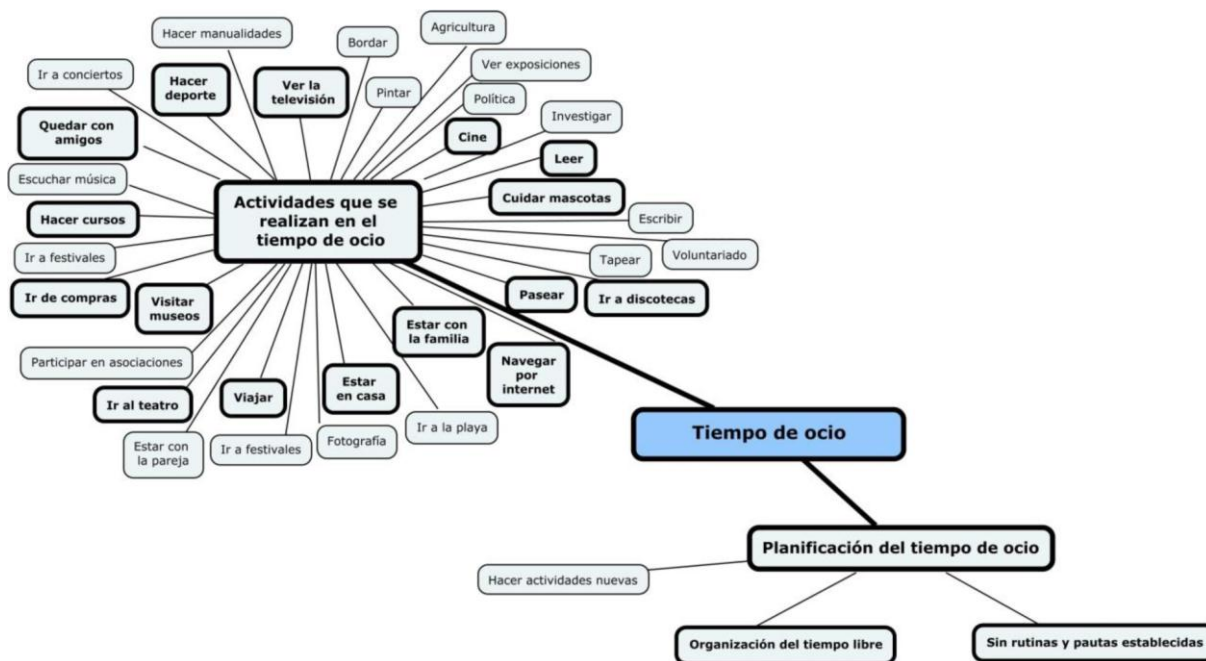 Hacer manualidades
Bordar
Agricultura
Ir a conciertos
Hacer
deporte
Ver la
televisión
Pintar
Ver exposiciones
Política
Investigar
Quedar con
amigos
Cine
Leer
Escuchar música
Cuidar mascotas
Actividades que se
realizan en el
tiempo de ocio
Hacer cursos
Escribir
Ir a festivales
Tapear
Voluntariado
Ir de compras
Visitar
museos
Pasear
Ir a discotecas
Estar con
la familia
Participar en asociaciones
Navegar
por
internet
Ir al teatro
Viajar
Estar
en casa
Ir a la playa
Tiempo de ocio
Estar con
la pareja
Ir a festivales
Fotografía
Planificación del tiempo de ocio
Hacer actividades nuevas
Organización del tiempo libre
Sin rutinas y pautas establecidas